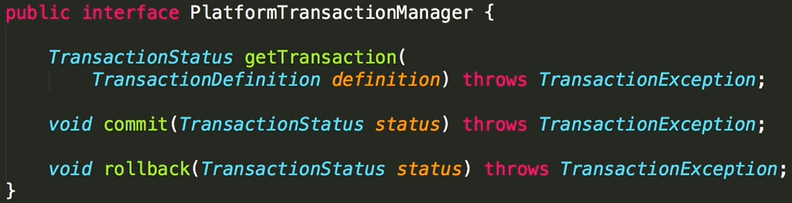 public interface PlatformTransactionManager {
TransactionStatus getTransaction(
TransactionDefinition definition) throws TransactionException;
void commit(TransactionStatus status) throws TransactionException;
void rollback(TransactionStatus status) throws TransactionException;
}